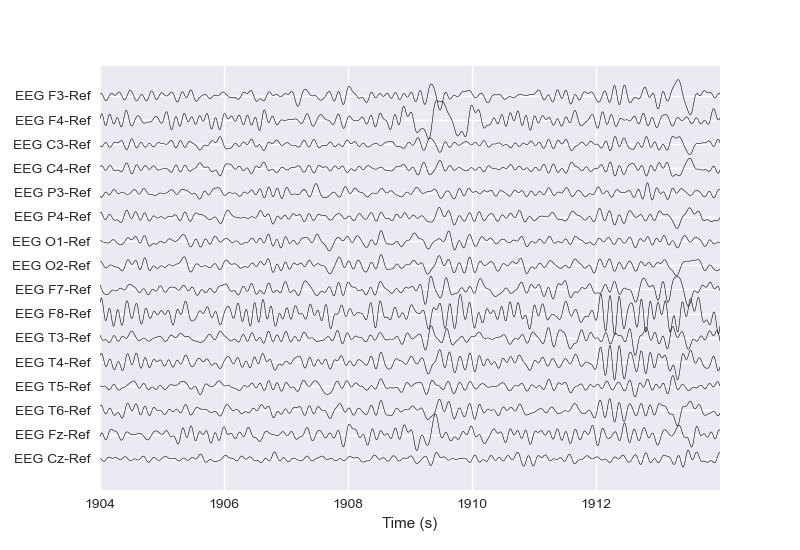 EEG F3-Ref
EEG F4-Ref
EEG C3-Ref
EEG C4-Ref
EEG P3-Ref
EEG P4-Ref
EEG O1-Ref
EEG O2-Ref
EEG F7-Ref
EEG F8-Ref
EEG T3-Ref
EEG T4-Ref
EEG T5-Ref
EEG T6-Ref
EEG Fz-Ref
EEG Cz-Ref
1904 1906 1908 1910 1912
Time (s)